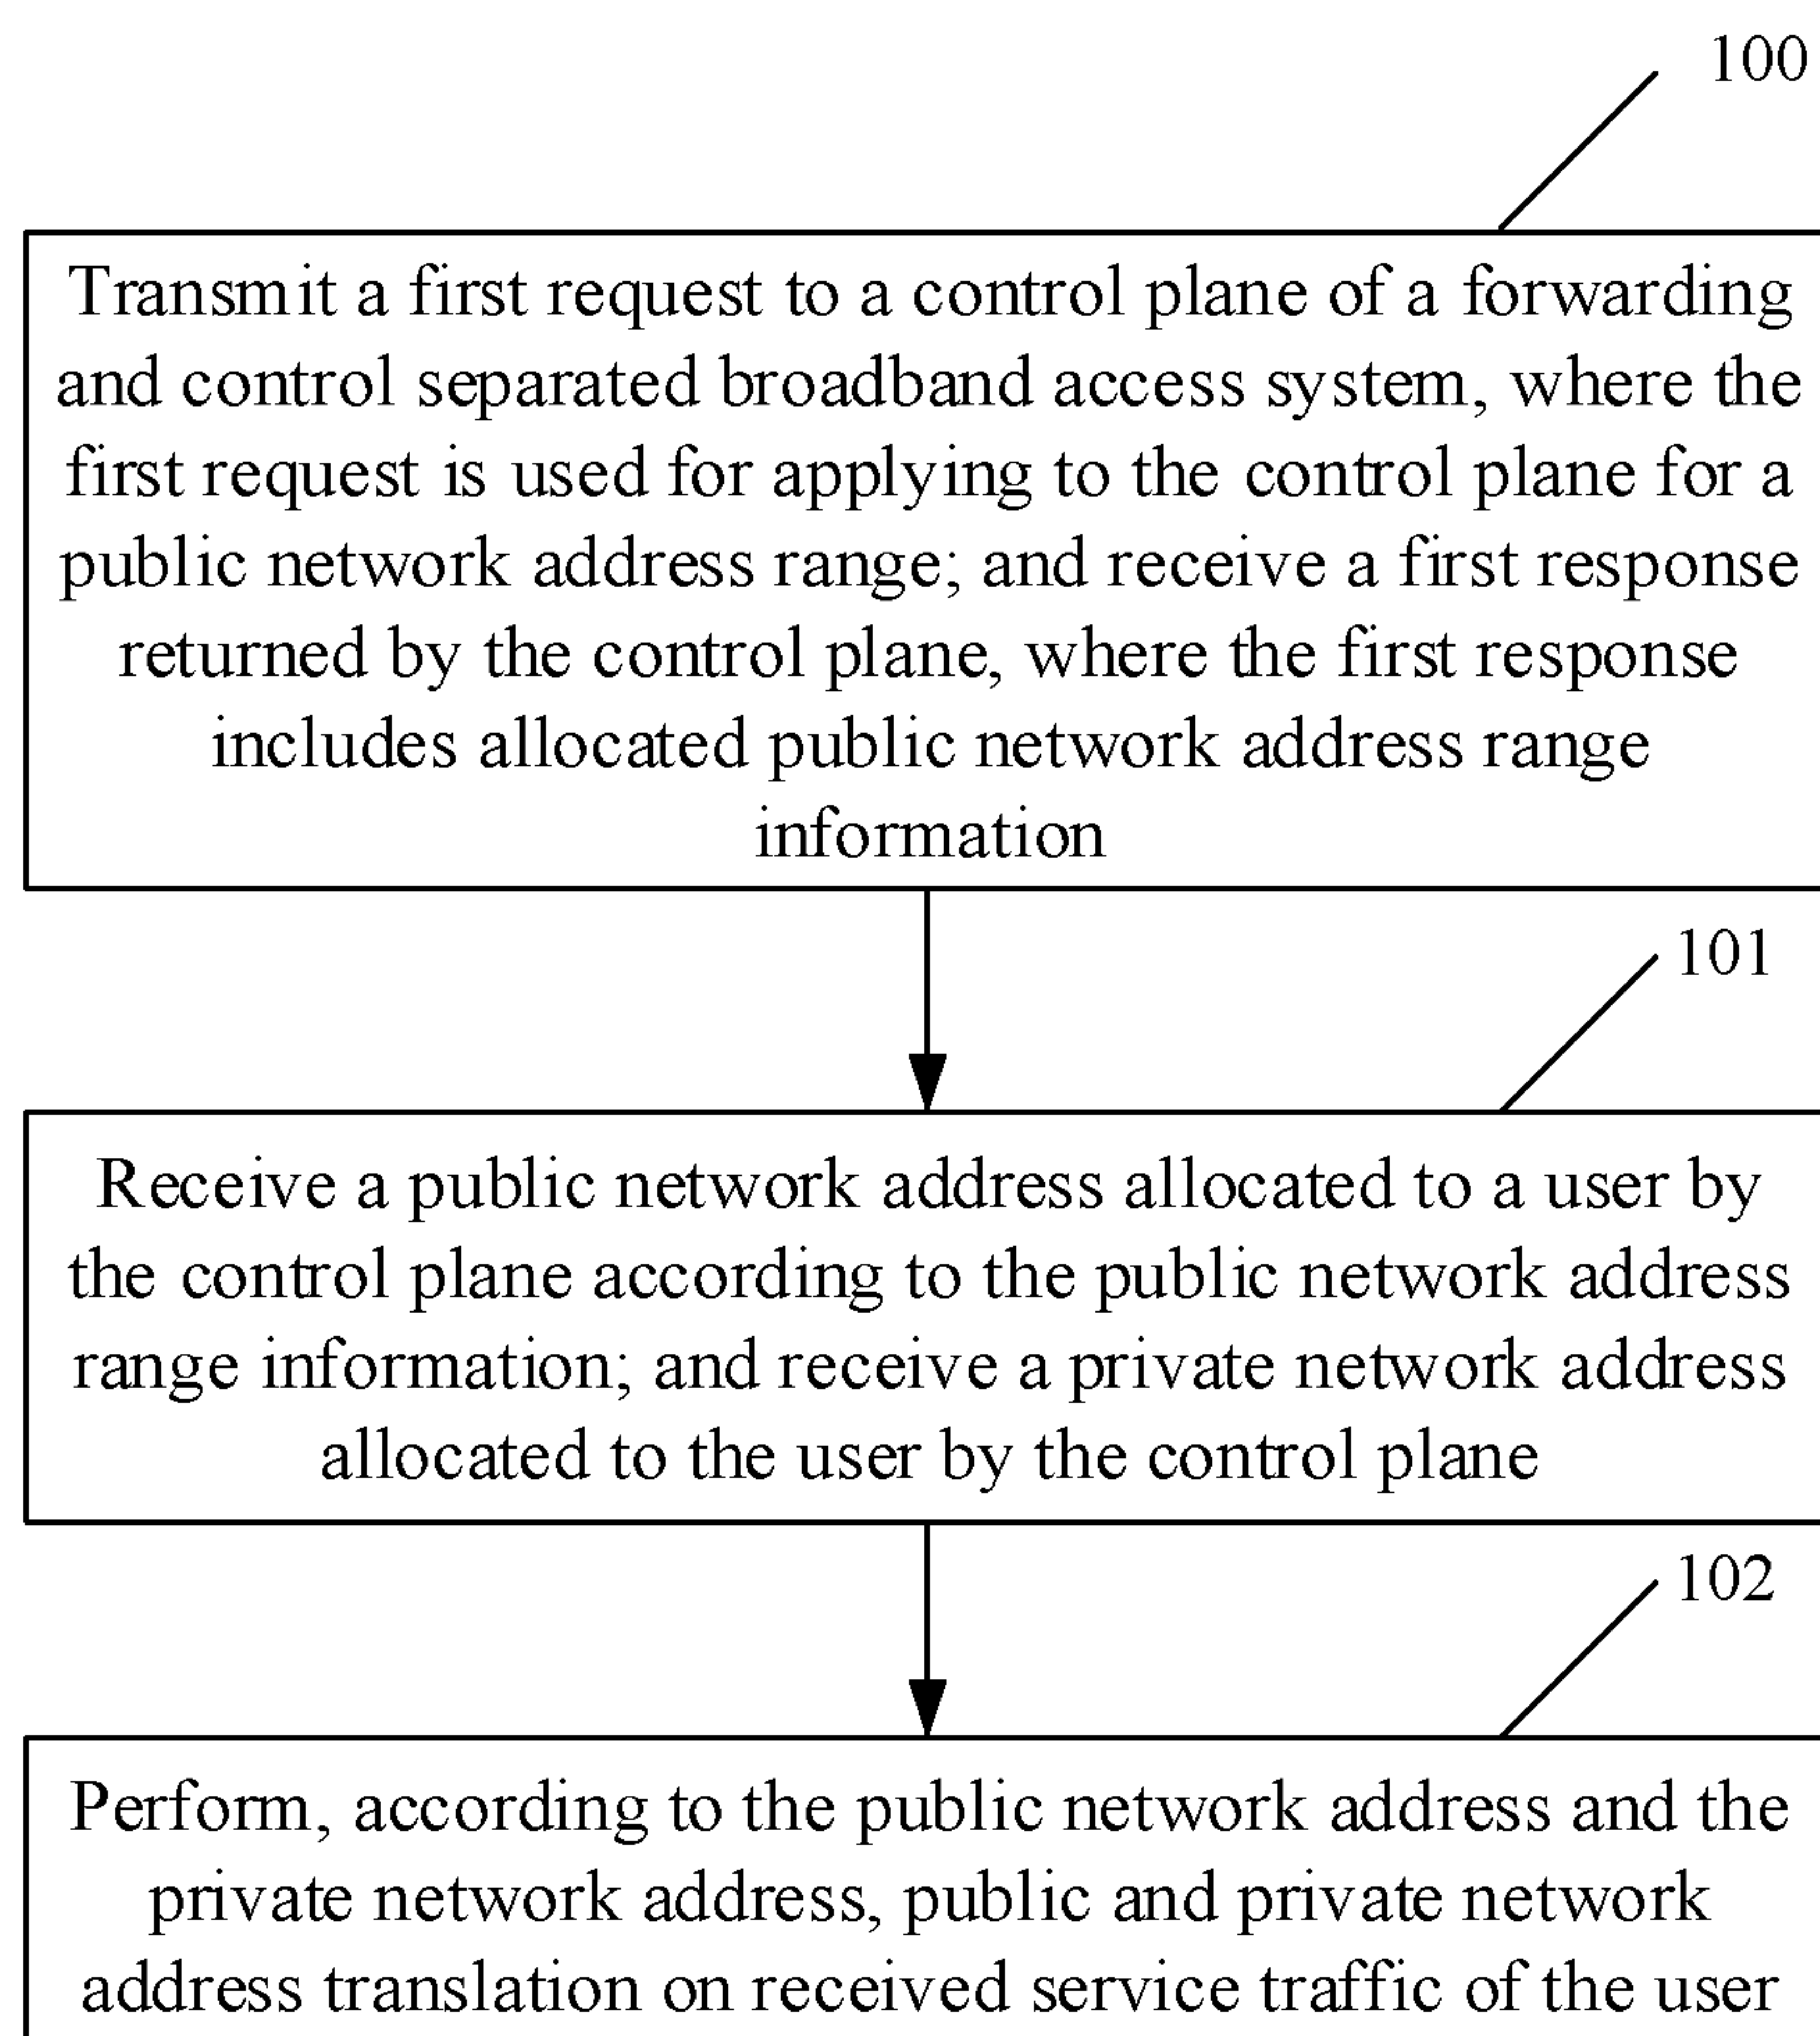 100
Transmit a first request to a control plane of a forwarding
and control separated broadband access system, where the
first request is used for applying to the control plane for a
public network address range; and receive a first response
returned by the control plane, where the first response
includes allocated public network address range
information
101
Receive a public network address allocated to a user by
the control plane according to the public network address
range information; and receive a private network address
allocated to the user by the control plane
102
Perform, according to the public network address and the
private network address, public and private network
address translation on received service traffic of the user